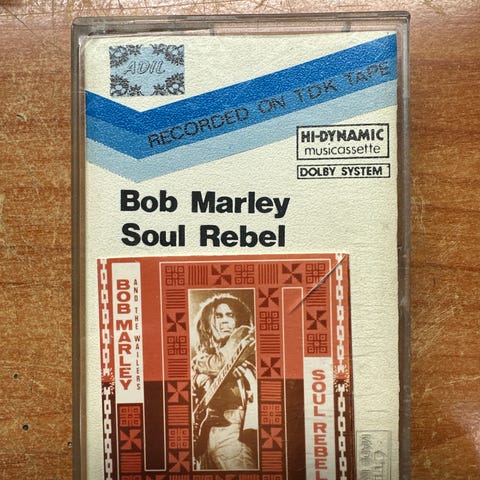 ADIL
RECORDED ON TDK TAPE
HI-DYNAMIC
musicassette
DOLBY SYSTEM
Bob Marley
Soul Rebel
BOB MARLEY
AND THE WAILERS
SOUL REBEL